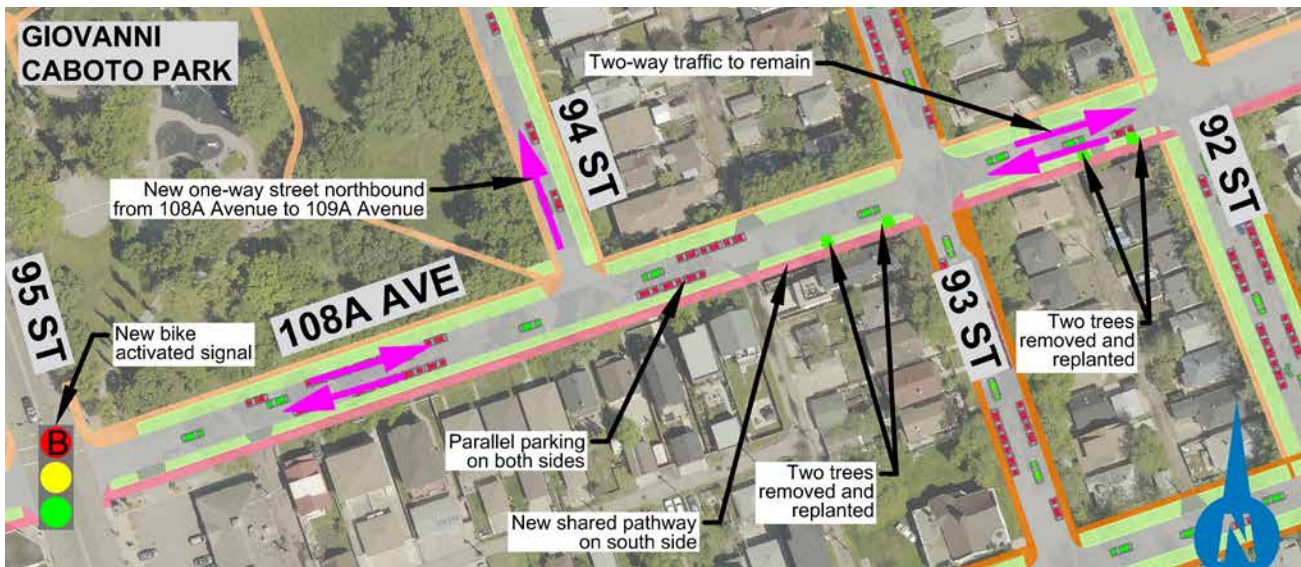 GIOVANNI
CABOTO PARK
Two-way traffic to remain
94 ST
92 ST
New one-way street northbound
from 108A Avenue to 109A Avenue
95 ST
108A AVE
93 ST
New bike
activated signal
B
Two trees
removed and
replanted
Parallel parking
on both sides
Two trees
removed and
replanted
New shared pathway
on south side
N